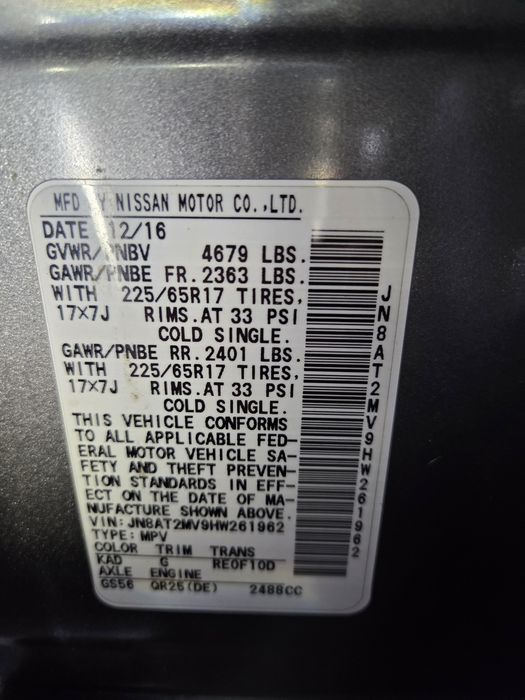 MFD Y NISSAN MOTOR CO.,LTD.
DATE 12/16
GVWR/PNBV 4679 LBS.
GAWR/PNBE FR.2363 LBS.
WITH 225/65R17 TIRES,
17×7J RIMS.AT 33 PSI
COLD SINGLE.
GAWR/PNBE RR.2401 LBS.
WITH 225/65R17 TIRES,
17×7J RIMS.AT 33 PSI
COLD SINGLE.
THIS VEHICLE CONFORMS
TO ALL APPLICABLE FED-
ERAL MOTOR VEHICLE SA-
FETY AND THEFT PREVEN-
TION STANDARDS IN EFF-
ECT ON THE DATE OF MA-
NUFACTURE SHOWN ABOVE.
VIN:JN8AT2MV9HW261962
TYPE:MPV
COLOR TRIM TRANS
KAD G RE0F10D
AXLE ENGINE
GS56 QR25(DE) 2488CC
JN8AT2MV9HW261962